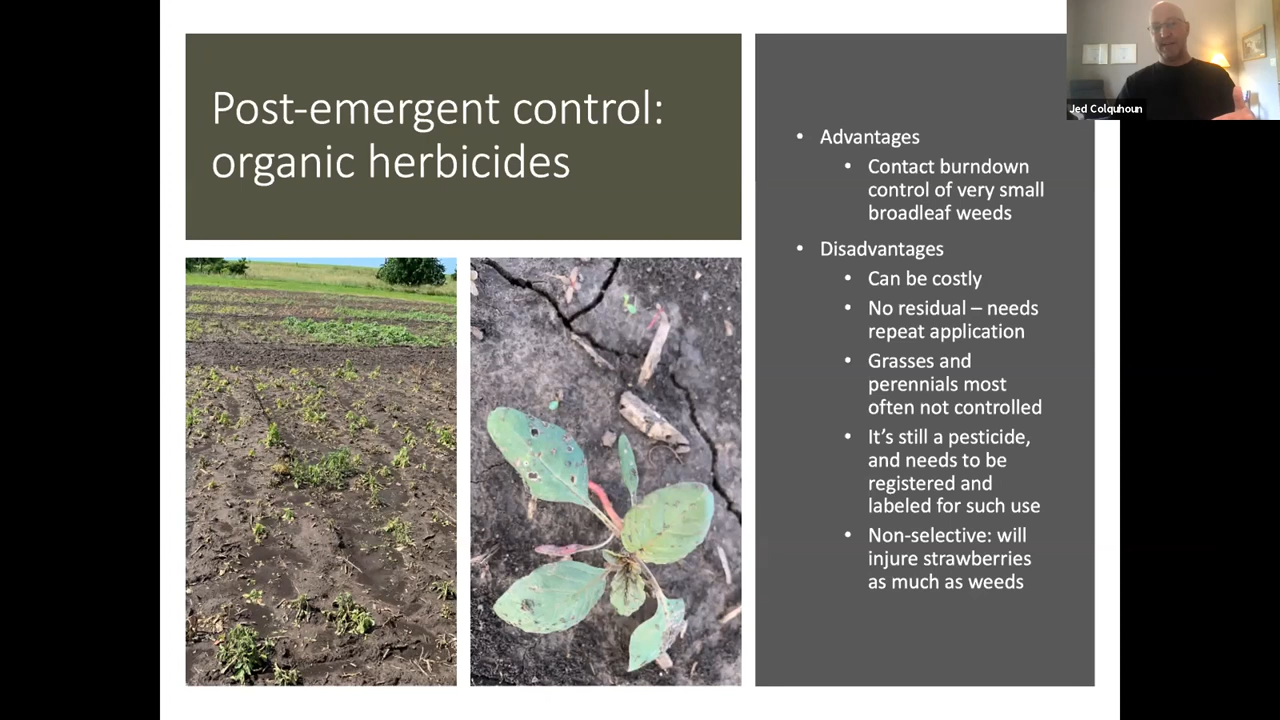 Post-emergent control:
organic herbicides
Jed Colquhoun
• Advantages
• Contact burndown
control of very small
broadleaf weeds
• Disadvantages
• Can be costly
• No residual – needs
repeat application
• Grasses and
perennials most
often not controlled
• It’s still a pesticide,
and needs to be
registered and
labeled for such use
• Non-selective: will
injure strawberries
as much as weeds